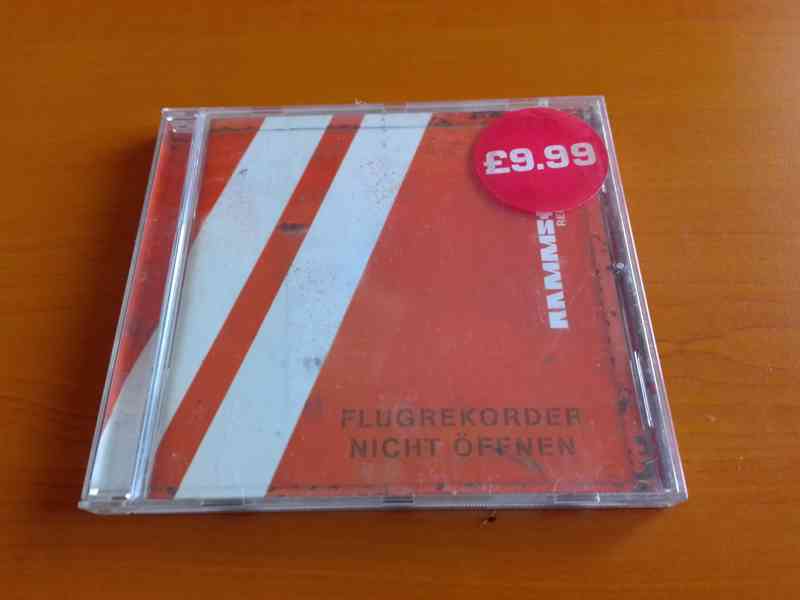 £9.99
FLUGREKORDER
NICHT ÖFFNEN